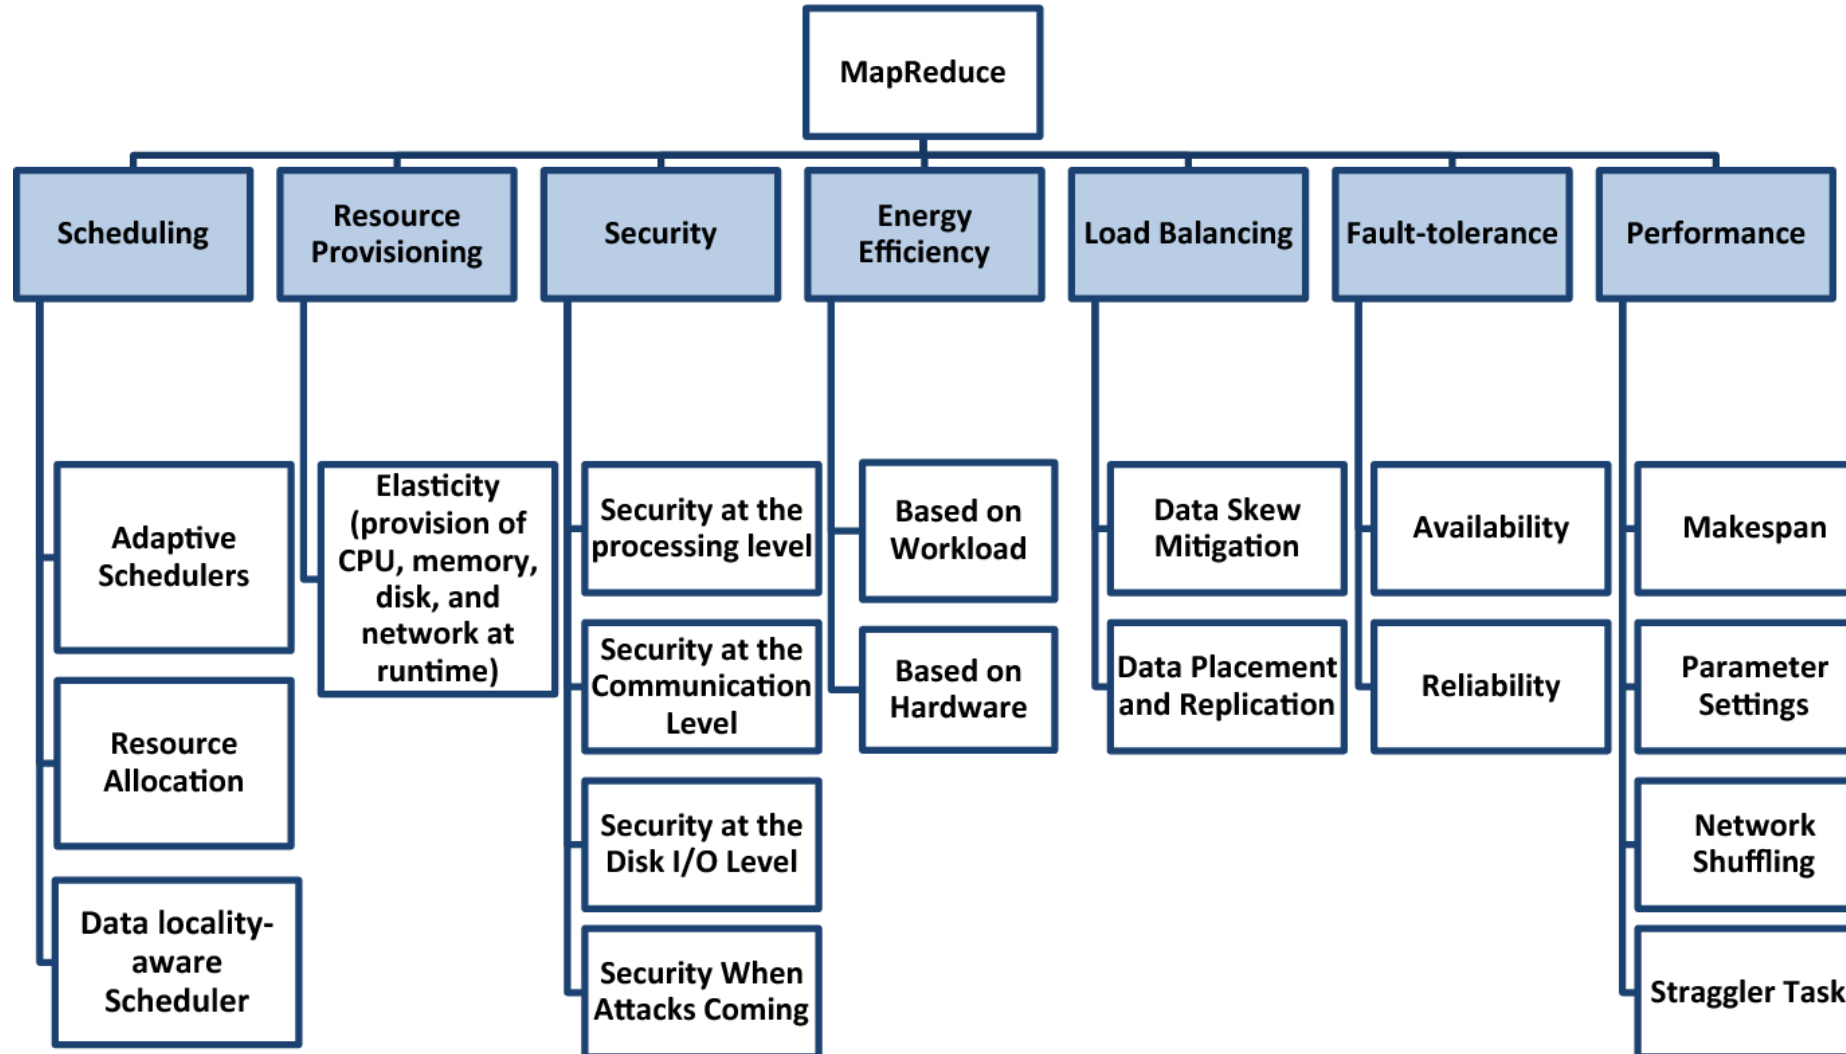 MapReduce
Scheduling
Resource
Provisioning
Security
Energy
Efficiency
Load Balancing
Fault-tolerance
Performance
Adaptive
Schedulers
Resource
Allocation
Data locality-
aware
Scheduler
Elasticity
(provision of
CPU, memory,
disk, and
network at
runtime)
Security at the
processing level
Security at the
Communication
Level
Security at the
Disk I/O Level
Security When
Attacks Coming
Based on
Workload
Based on
Hardware
Data Skew
Mitigation
Data Placement
and Replication
Availability
Reliability
Makespan
Parameter
Settings
Network
Shuffling
Straggler Task